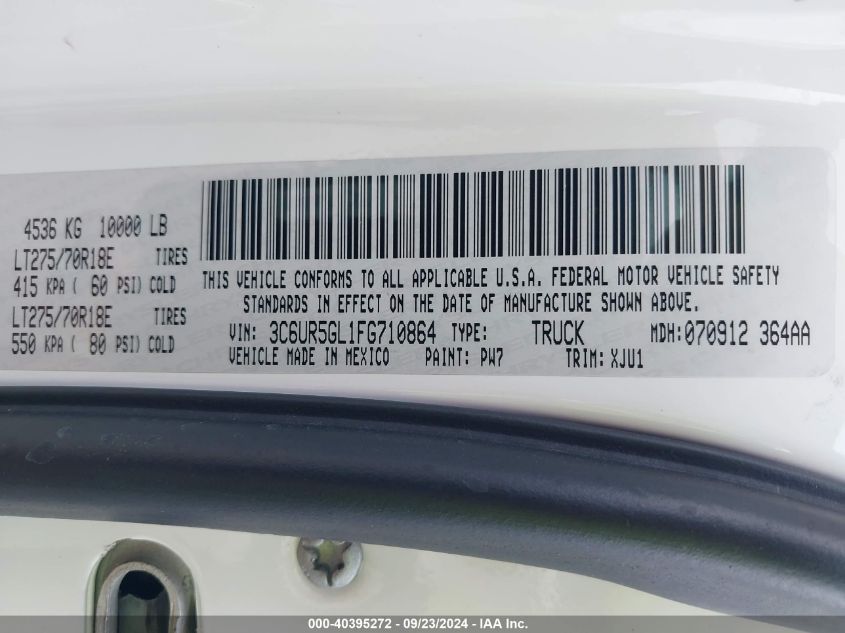 4536 KG 10000 LB
LT275/70R18E TIRES
415 KPA ( 60 PSI) COLD
LT275/70R18E TIRES
550 KPA ( 80 PSI) COLD
THIS VEHICLE CONFORMS TO ALL APPLICABLE U.S.A. FEDERAL MOTOR VEHICLE SAFETY
STANDARDS IN EFFECT ON THE DATE OF MANUFACTURE SHOWN ABOVE.
VIN: 3C6UR5GL1FG710864 TYPE: TRUCK MDH:070912 364AA
VEHICLE MADE IN MEXICO PAINT: PW7 TRIM: XJU1
000-40395272 - 09/23/2024 - IAA Inc.